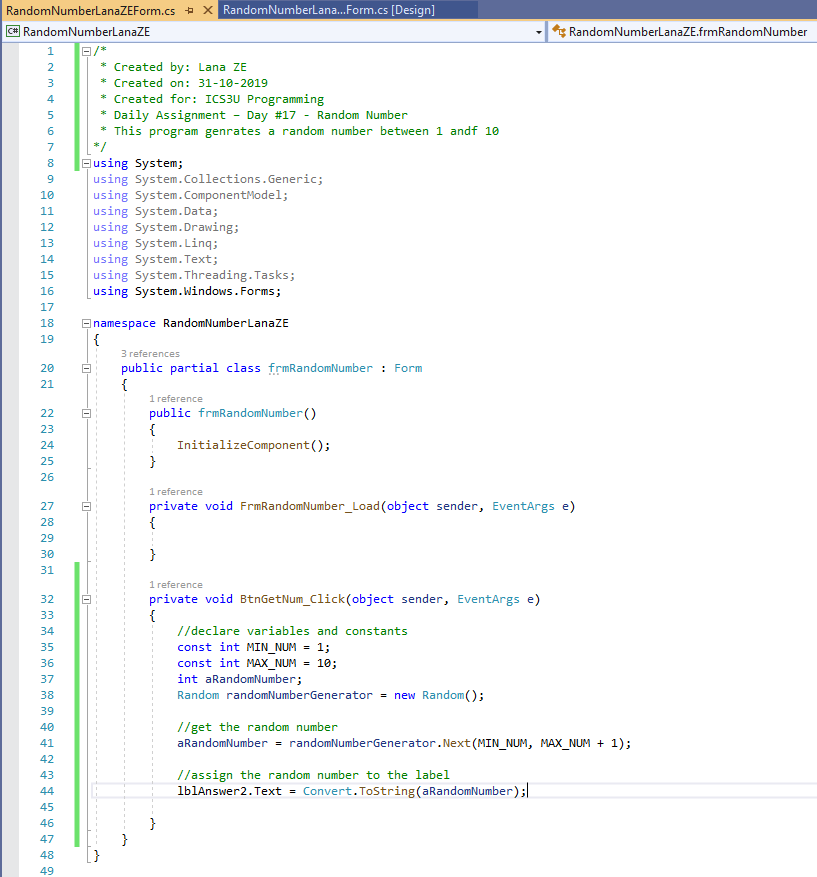 RandomNumberLanaZEForm.cs
RandomNumberLana...Form.cs [Design]
C# RandomNumberLanaZE
RandomNumberLanaZE.frmRandomNumber
1 /*
2  * Created by: Lana ZE
3  * Created on: 31-10-2019
4  * Created for: ICS3U Programming
5  * Daily Assignment – Day #17 - Random Number
6  * This program genrates a random number between 1 andf 10
7 */
8 using System;
9 using System.Collections.Generic;
10 using System.ComponentModel;
11 using System.Data;
12 using System.Drawing;
13 using System.Linq;
14 using System.Text;
15 using System.Threading.Tasks;
16 using System.Windows.Forms;
17
18 namespace RandomNumberLanaZE
19 {
3 references
20 public partial class frmRandomNumber : Form
21 {
1 reference
22 public frmRandomNumber()
23 {
24 InitializeComponent();
25 }
26
1 reference
27 private void FrmRandomNumber_Load(object sender, EventArgs e)
28 {
29
30 }
31
1 reference
32 private void BtnGetNum_Click(object sender, EventArgs e)
33 {
34 //declare variables and constants
35 const int MIN_NUM = 1;
36 const int MAX_NUM = 10;
37 int aRandomNumber;
38 Random randomNumberGenerator = new Random();
39
40 //get the random number
41 aRandomNumber = randomNumberGenerator.Next(MIN_NUM, MAX_NUM + 1);
42
43 //assign the random number to the label
44 lblAnswer2.Text = Convert.ToString(aRandomNumber);
45
46 }
47 }
48 }
49